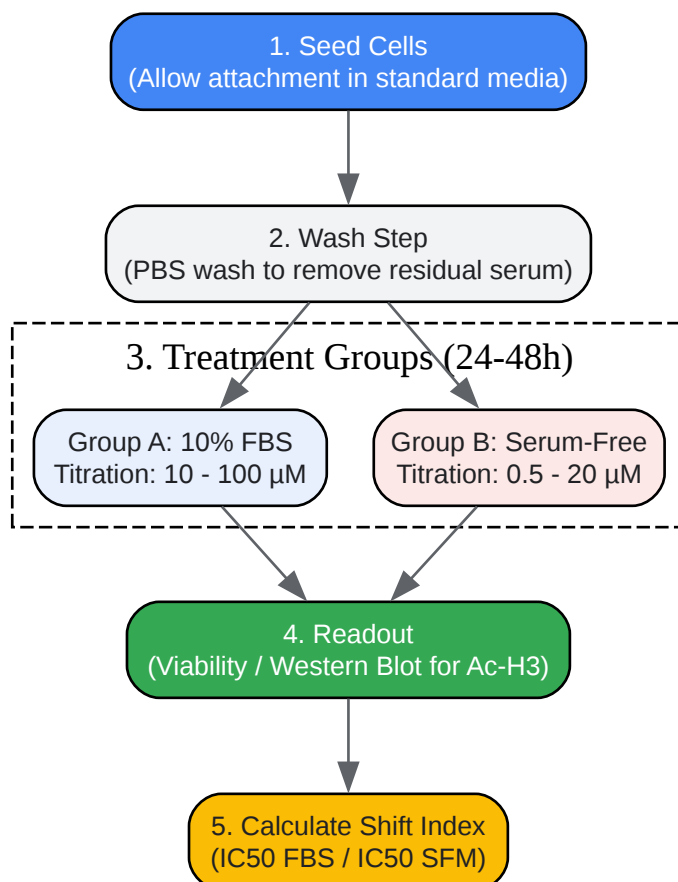 1. Seed Cells
(Allow attachment in standard media)
2. Wash Step
(PBS wash to remove residual serum)
3. Treatment Groups (24-48h)
Group A: 10% FBS
Titration: 10 - 100 µM
Group B: Serum-Free
Titration: 0.5 - 20 µM
4. Readout
(Viability / Western Blot for Ac-H3)
5. Calculate Shift Index
(IC50 FBS / IC50 SFM)